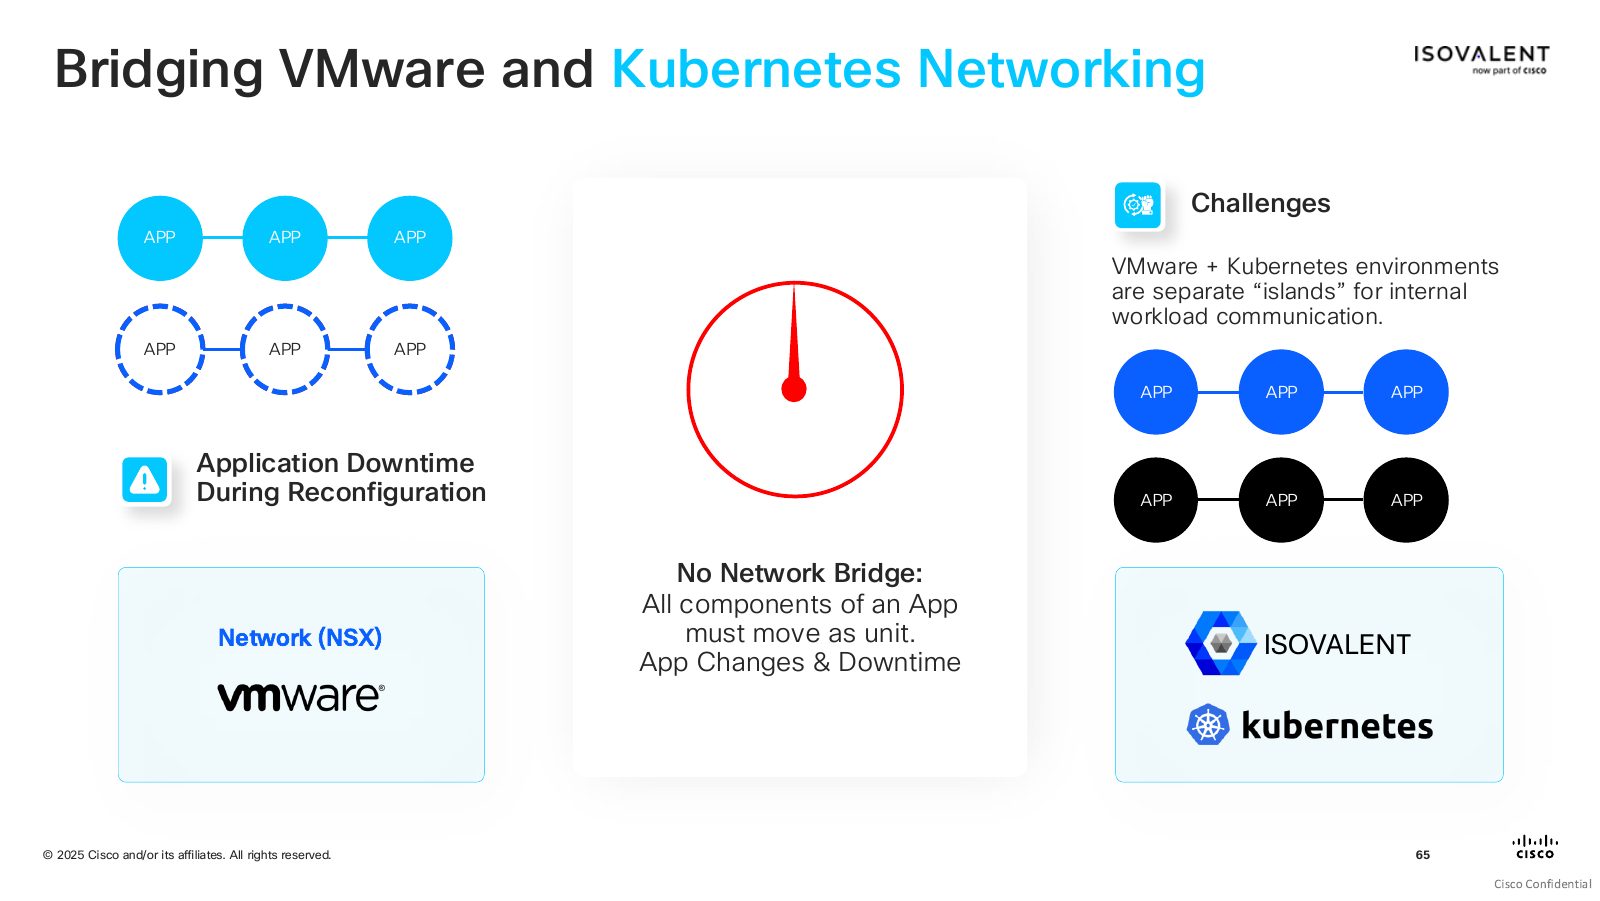 Bridging VMware and Kubernetes Networking
ISOVALENT
now part of CISCO
APP APP APP
APP APP APP
Application Downtime
During Reconfiguration
Network (NSX)
vmware®
No Network Bridge:
All components of an App
must move as unit.
App Changes & Downtime
Challenges
VMware + Kubernetes environments
are separate “islands” for internal
workload communication.
APP APP APP
APP APP APP
ISOVALENT
kubernetes
© 2025 Cisco and/or its affiliates. All rights reserved.
65
CISCO
Cisco Confidential